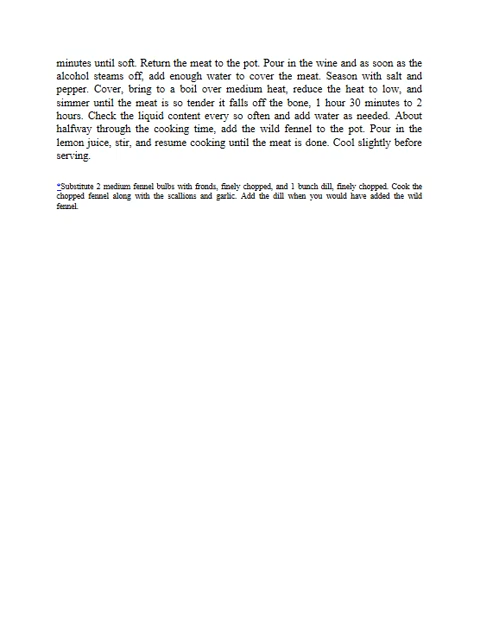 minutes until soft. Return the meat to the pot. Pour in the wine and as soon as the
alcohol steams off, add enough water to cover the meat. Season with salt and
pepper. Cover, bring to a boil over medium heat, reduce the heat to low, and
simmer until the meat is so tender it falls off the bone, 1 hour 30 minutes to 2
hours. Check the liquid content every so often and add water as needed. About
halfway through the cooking time, add the wild fennel to the pot. Pour in the
lemon juice, stir, and resume cooking until the meat is done. Cool slightly before
serving.
*Substitute 2 medium fennel bulbs with fronds, finely chopped, and 1 bunch dill, finely chopped. Cook the
chopped fennel along with the scallions and garlic. Add the dill when you would have added the wild
fennel.